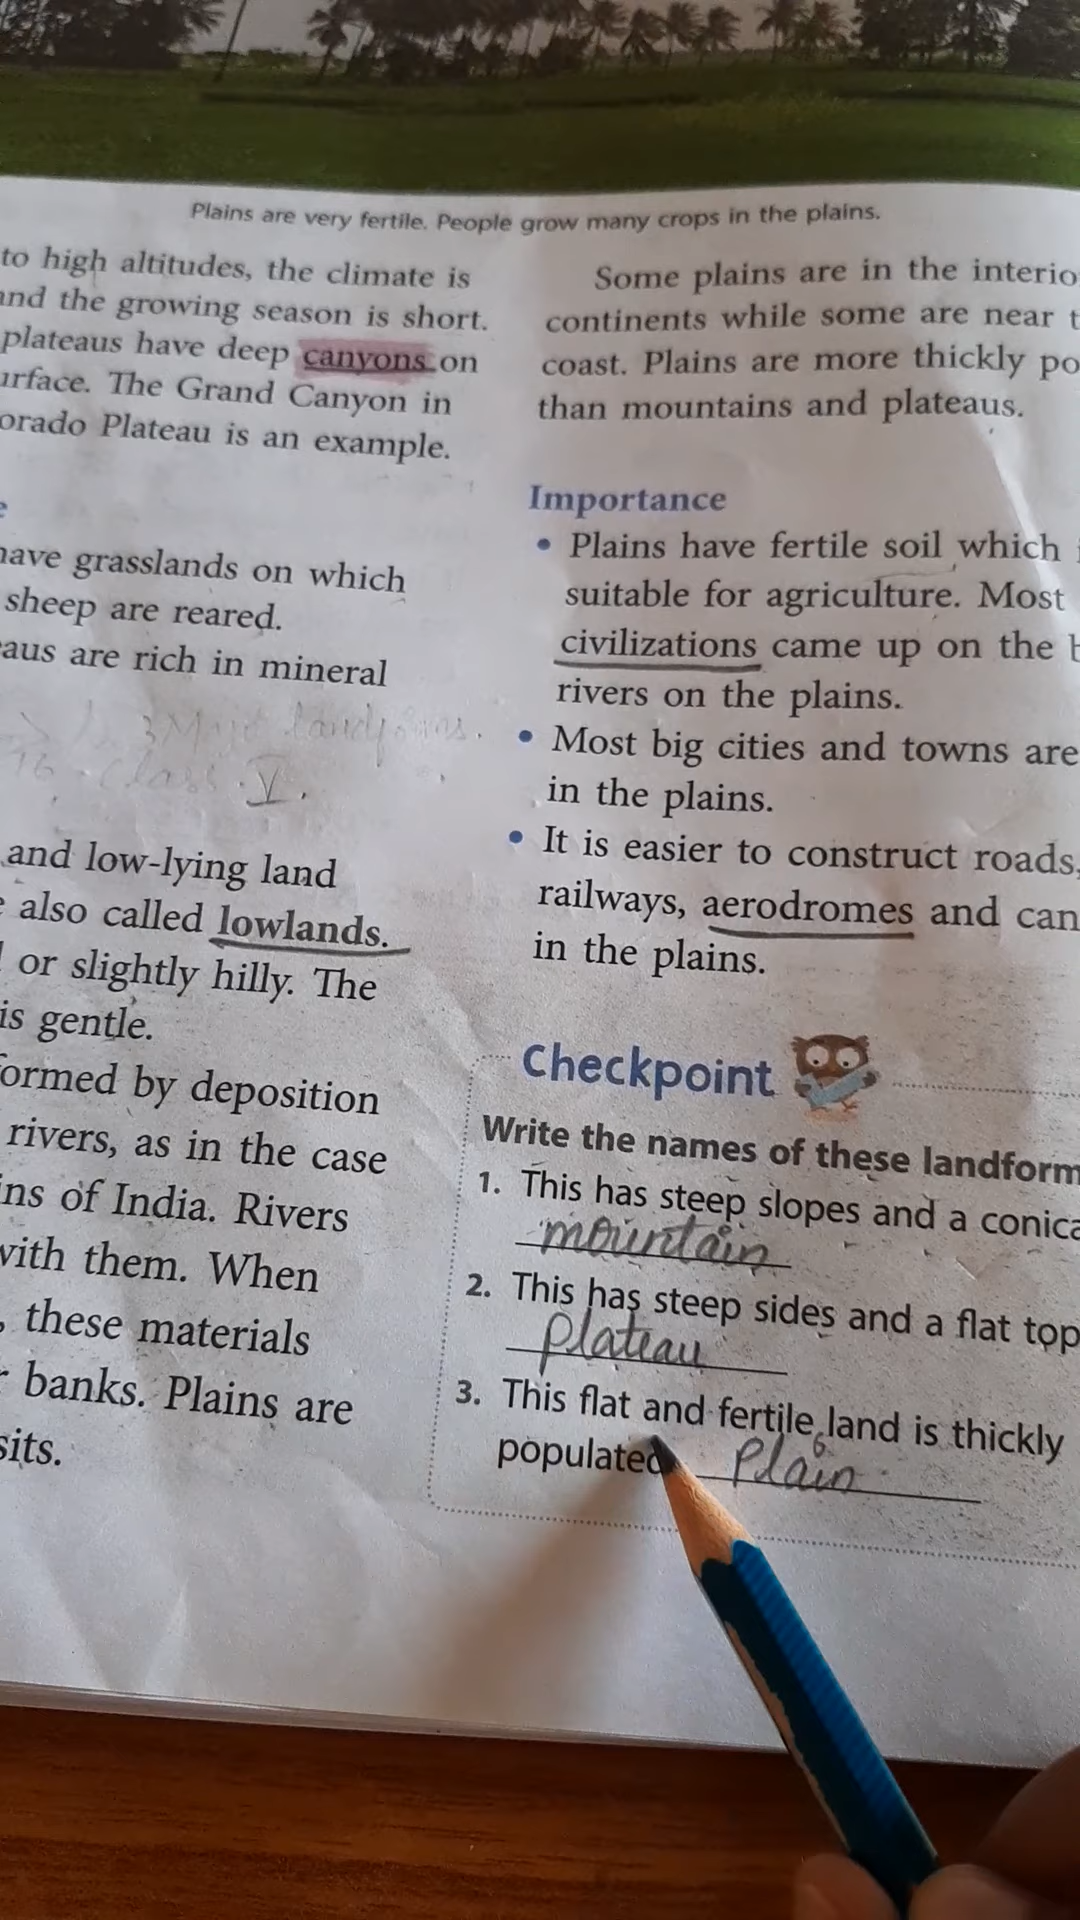 Plains are very fertile. People grow many crops in the plains.
to high altitudes, the climate is
and the growing season is short.
plateaus have deep canyons on
urface. The Grand Canyon in
orado Plateau is an example.
e
have grasslands on which
sheep are reared.
eaus are rich in mineral
3 Major landforms.
16. Class. V.
and low-lying land
e also called lowlands.
or slightly hilly. The
is gentle.
formed by deposition
rivers, as in the case
ins of India. Rivers
with them. When
, these materials
r banks. Plains are
sits.
Some plains are in the interio
continents while some are near t
coast. Plains are more thickly po
than mountains and plateaus.
Importance
• Plains have fertile soil which i
suitable for agriculture. Most
civilizations came up on the b
rivers on the plains.
• Most big cities and towns are
in the plains.
• It is easier to construct roads,
railways, aerodromes and can
in the plains.
Checkpoint
Write the names of these landform
1. This has steep slopes and a conica
mountain
2. This has steep sides and a flat top
plateau
3. This flat and fertile land is thickly
populated plain